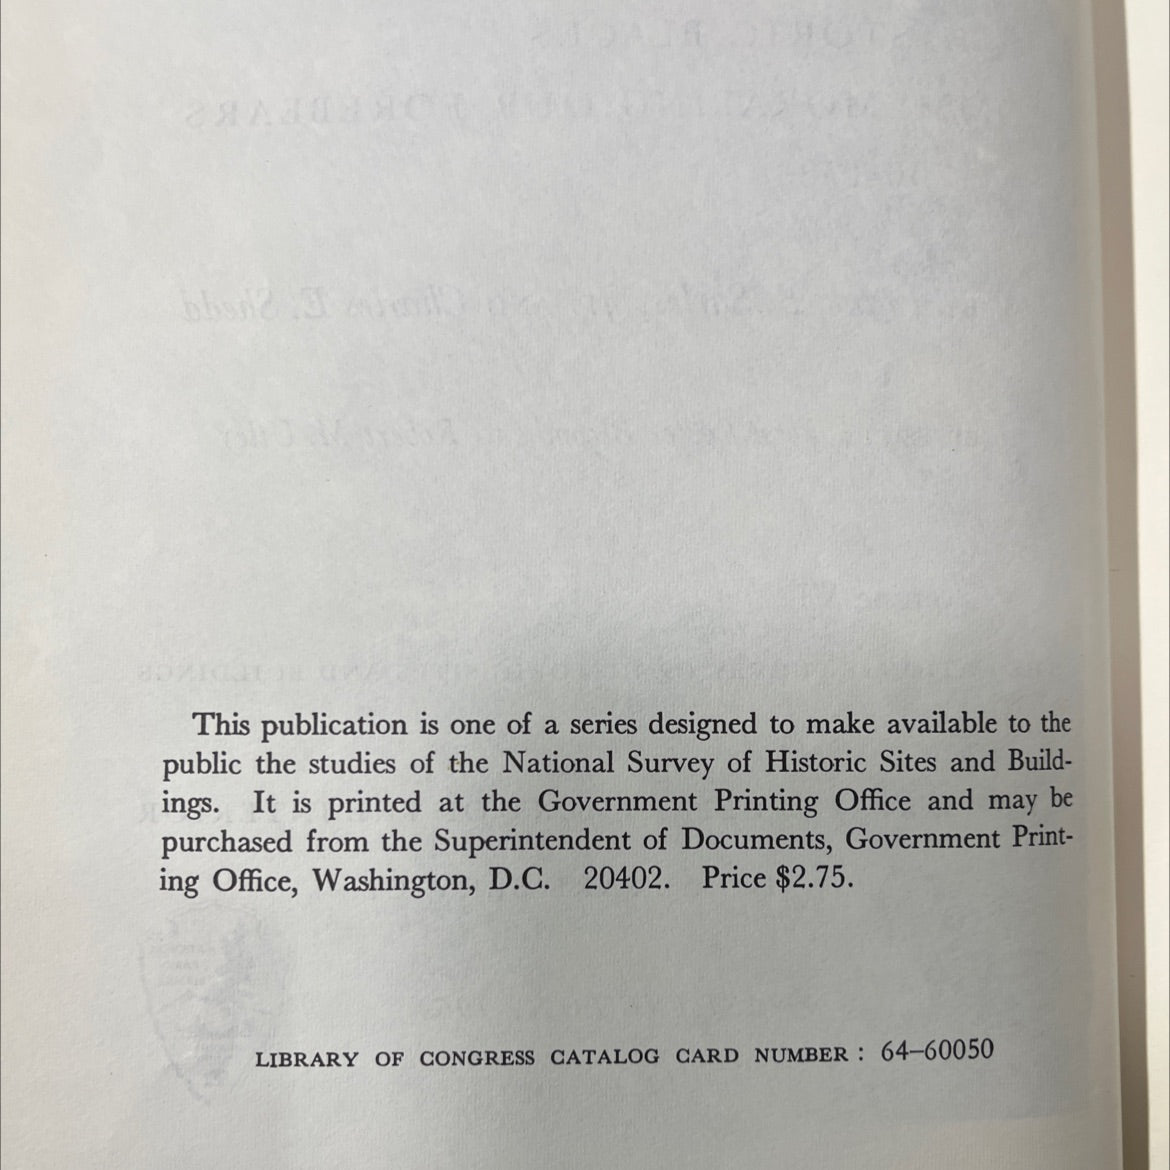 This publication is one of a series designed to make available to the
public the studies of the National Survey of Historic Sites and Build-
ings. It is printed at the Government Printing Office and may be
purchased from the Superintendent of Documents, Government Print-
ing Office, Washington, D.C. 20402. Price $2.75.
LIBRARY OF CONGRESS CATALOG CARD NUMBER: 64–60050